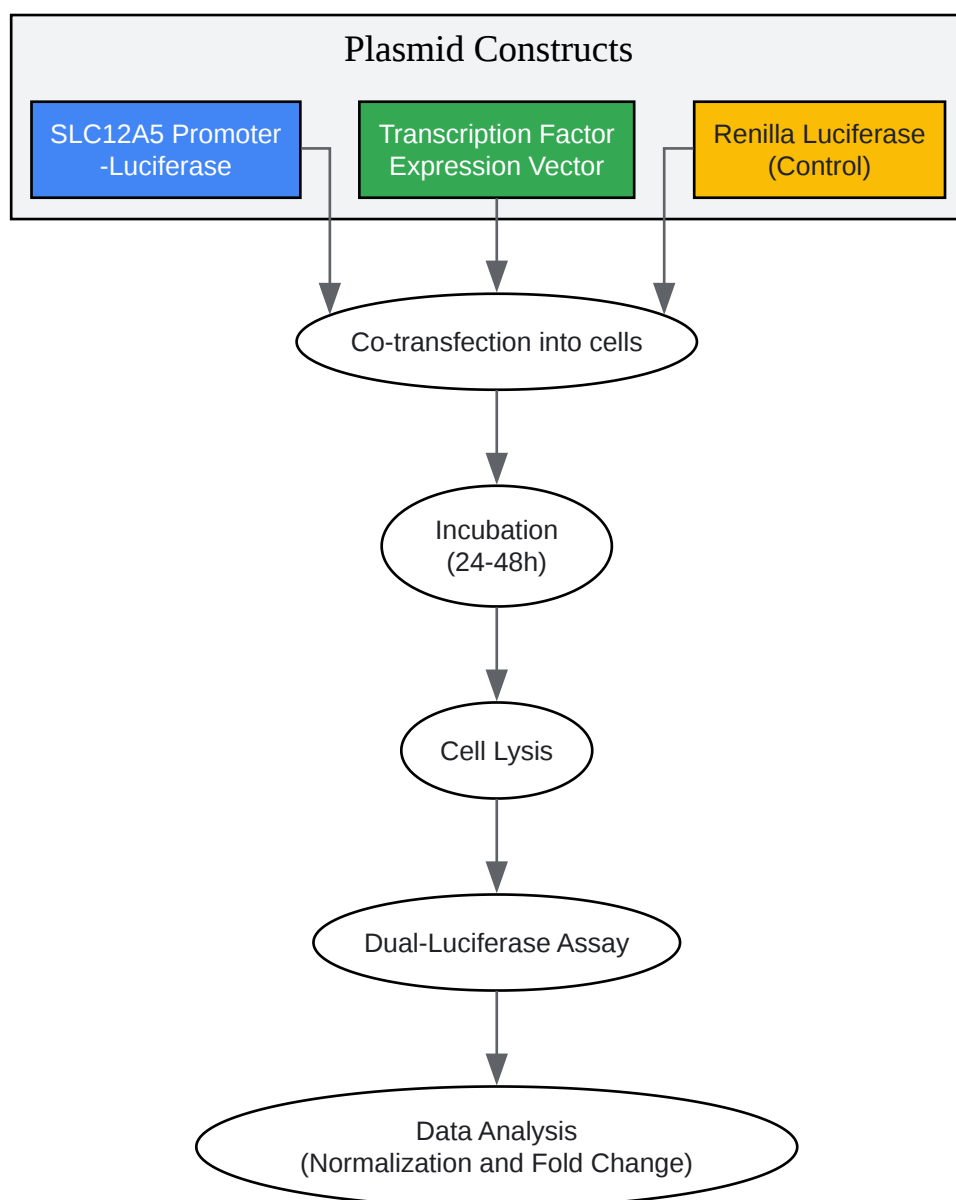 Plasmid Constructs
SLC12A5 Promoter
-Luciferase
Transcription Factor
Expression Vector
Renilla Luciferase
(Control)
Co-transfection into cells
Incubation
(24-48h)
Cell Lysis
Dual-Luciferase Assay
Data Analysis
(Normalization and Fold Change)